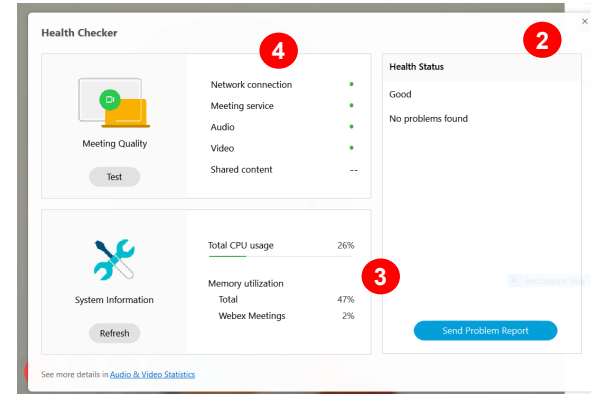 Health Checker
2
4
Meeting Quality
Test
Network connection
Meeting service
Audio
Video
Shared content --
Health Status
Good
No problems found
System Information
Refresh
Total CPU usage 26%
Memory utilization
Total 47%
Webex Meetings 2%
3
Send Problem Report
See more details in Audio & Video Statistics